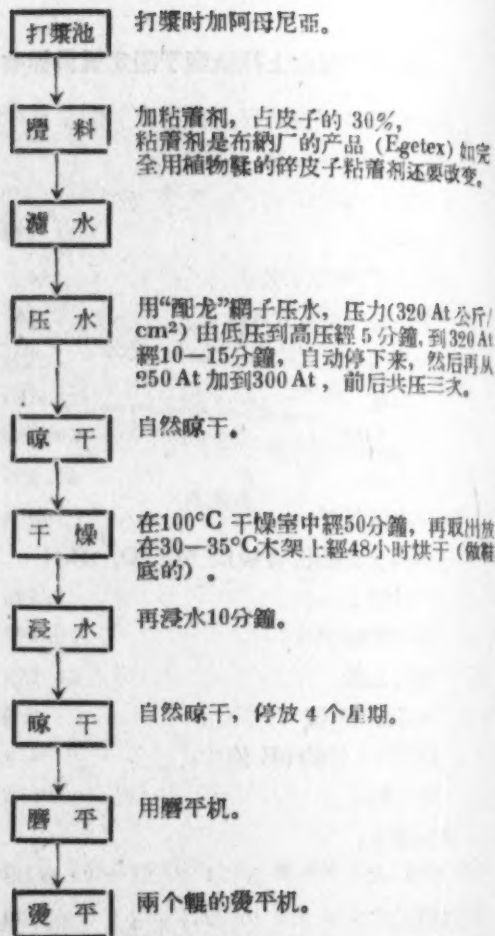 打漿池
打漿时加阿母尼亞。
攪 料
加粘着剂，占皮子的 30%，
粘着剂是布納厂的产品 (Egetex) 如完
全用植物鞣的碎皮子粘着剂还要改变。
濾 水
压 水
用“配龙”網子压水，压力(320 At 公斤/
cm²) 由低压到高压經 5 分鐘，到320 At
經10—15分鐘，自动停下来，然后再从
250 At 加到300 At，前后共压三次。
晾 干
自然晾干。
干 燥
在100°C 干燥室中經50分鐘，再取出放
在30—35°C木架上經48小时烘干 (做鞋
底的) 。
浸 水
再浸水10分鐘。
晾 干
自然晾干，停放 4 个星期。
磨 平
用磨平机。
燙 平
兩个輥的燙平机。